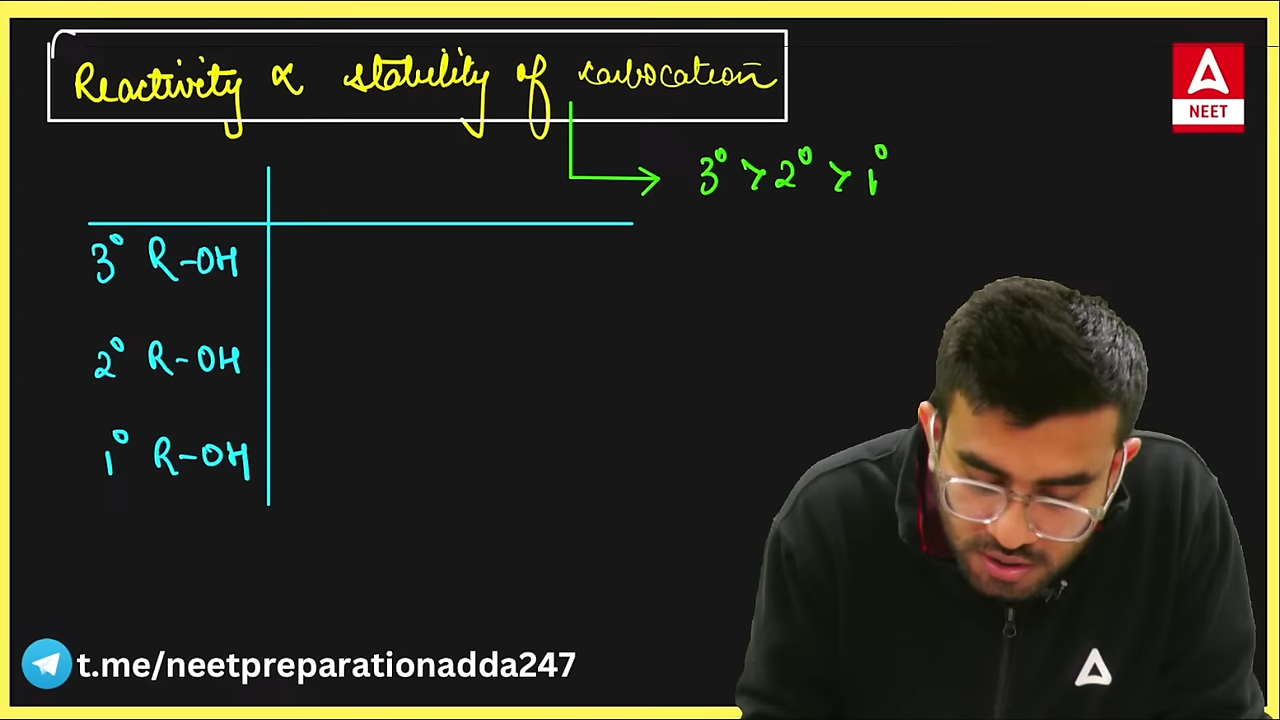 Reactivity ∝ stability of carbocation
NEET
3° > 2° > 1°
3° R-OH
2° R-OH
1° R-OH
t.me/neetpreparationadda247